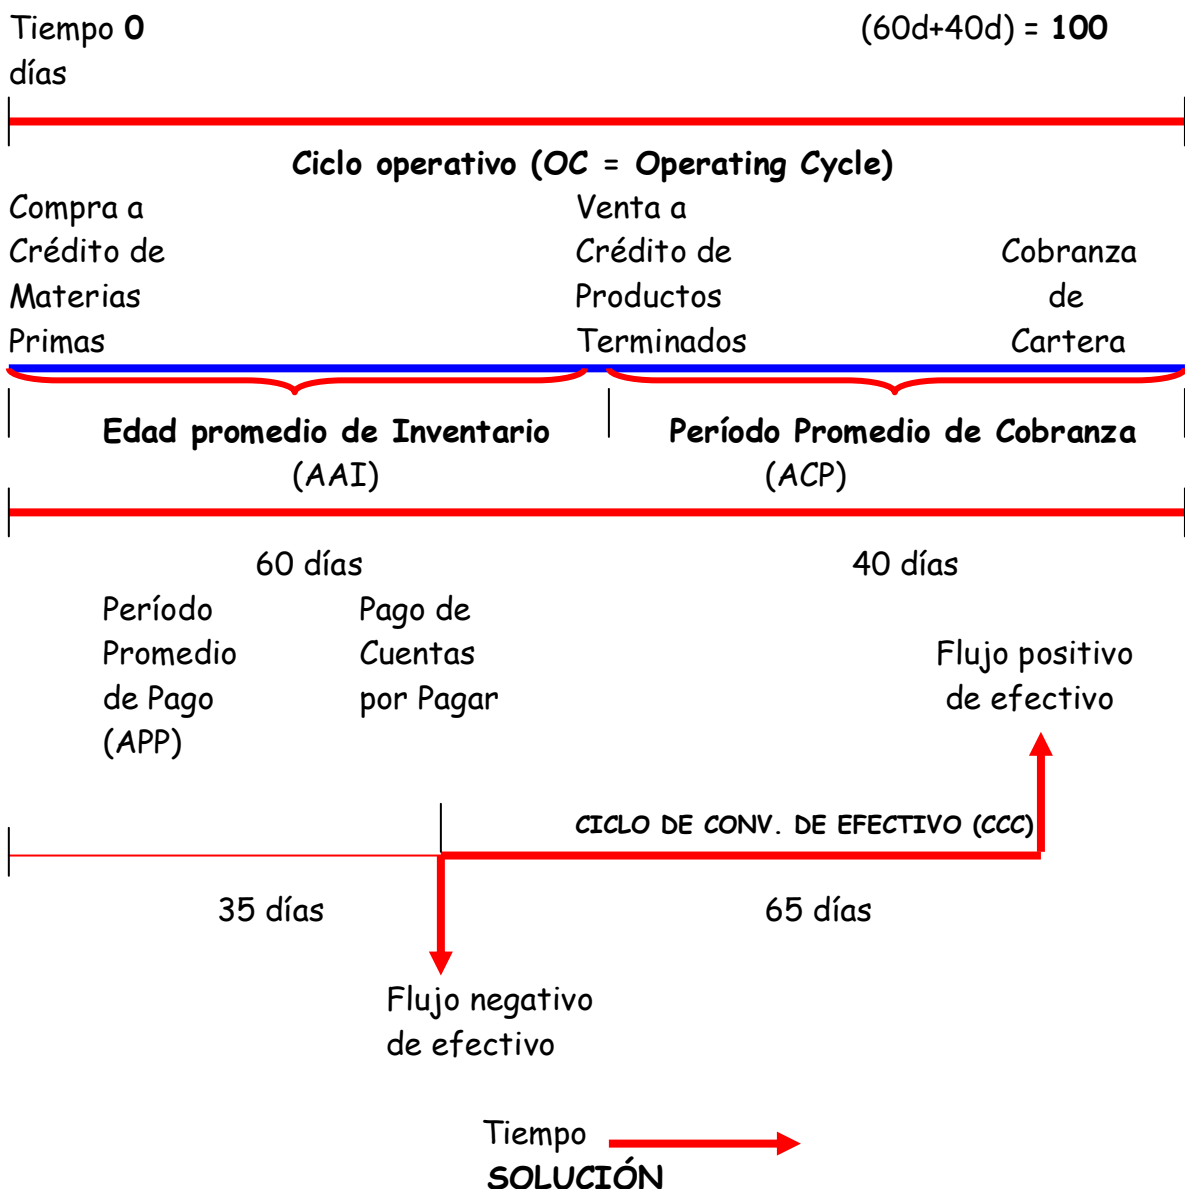 Tiempo 0 (60d+40d) = 100
días
Ciclo operativo (OC = Operating Cycle)
Compra a Venta a
Crédito de Crédito de Cobranza
Materias Productos de
Primas Terminados Cartera
Edad promedio de Inventario Período Promedio de Cobranza
(AAI) (ACP)
60 días 40 días
Período Pago de
Promedio Cuentas Flujo positivo
de Pago por Pagar de efectivo
(APP)
CICLO DE CONV. DE EFECTIVO (CCC)
35 días 65 días
Flujo negativo
de efectivo
Tiempo
SOLUCIÓN